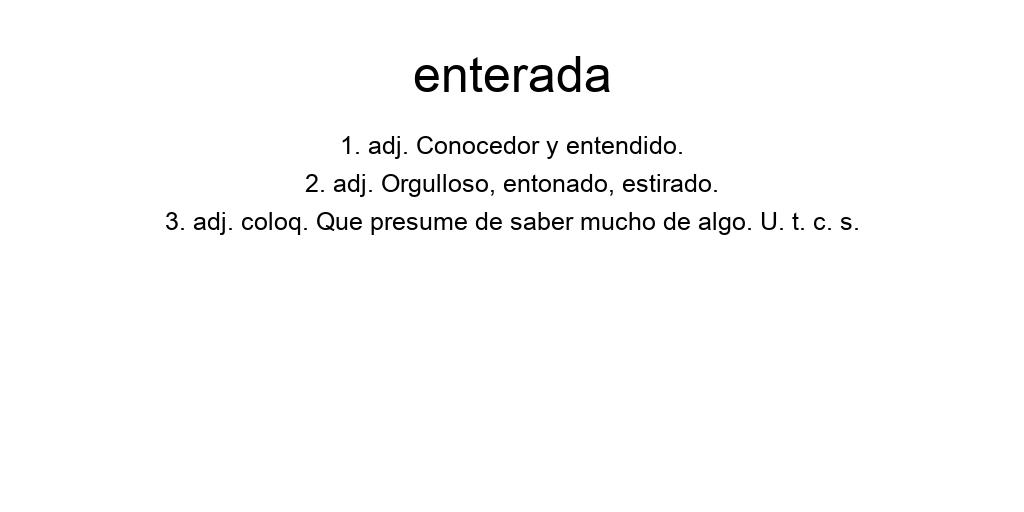 enterada
1. adj. Conocedor y entendido.
2. adj. Orgulloso, entonado, estirado.
3. adj. coloq. Que presume de saber mucho de algo. U. t. c. s.